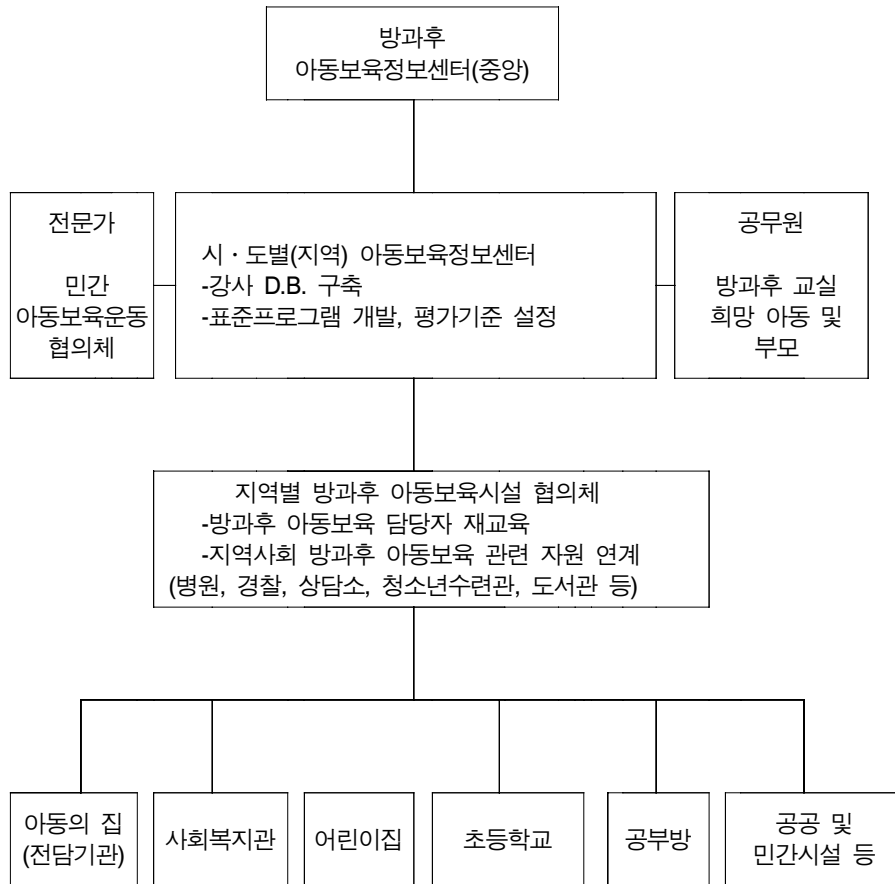 방과후
아동보육정보센터(중앙)
전문가
민간
아동보육운동
협의체
시 · 도별(지역) 아동보육정보센터
-강사 D.B. 구축
-표준프로그램 개발, 평가기준 설정
공무원
방과후 교실
희망 아동 및
부모
지역별 방과후 아동보육시설 협의체
-방과후 아동보육 담당자 재교육
-지역사회 방과후 아동보육 관련 자원 연계
(병원, 경찰, 상담소, 청소년수련관, 도서관 등)
아동의 집
(전담기관)
사회복지관
어린이집
초등학교
공부방
공공 및
민간시설 등